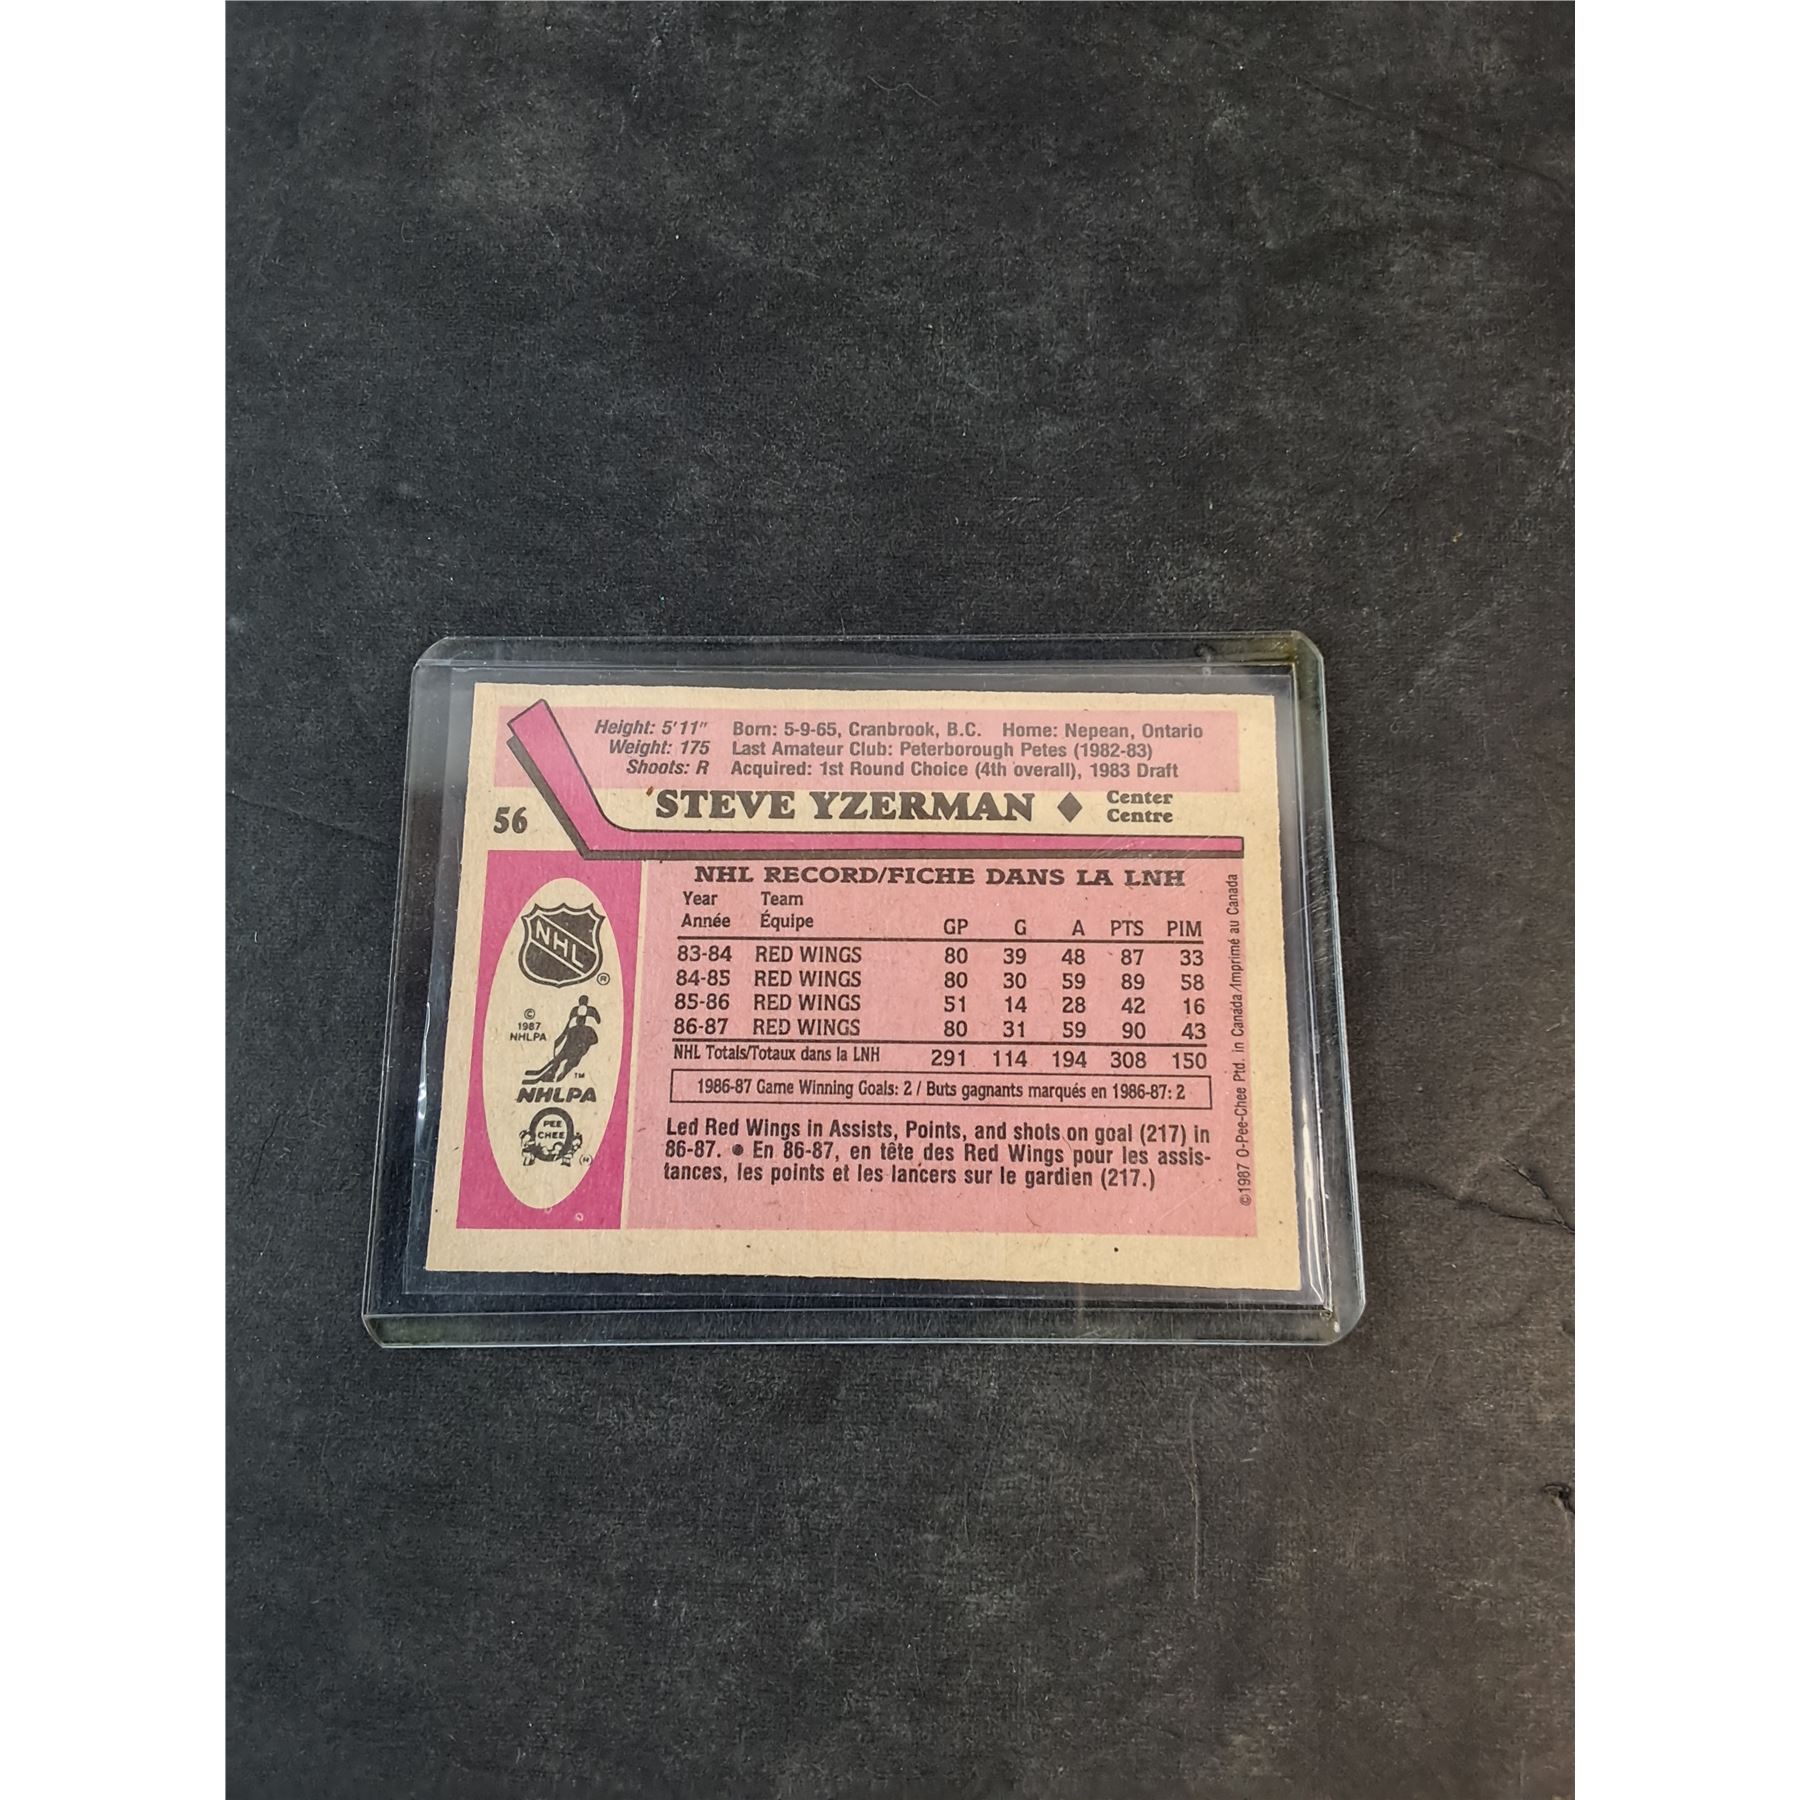 Height: 5'11" Born: 5-9-65, Cranbrook, B.C. Home: Nepean, Ontario
Weight: 175 Last Amateur Club: Peterborough Petes (1982-83)
Shoots: R Acquired: 1st Round Choice (4th overall), 1983 Draft
56 STEVE YZERMAN ♦ Center
Centre
NHL RECORD/FICHE DANS LA LNH
Year Team
Année Équipe GP G A PTS PIM
83-84 RED WINGS 80 39 48 87 33
84-85 RED WINGS 80 30 59 89 58
85-86 RED WINGS 51 14 28 42 16
86-87 RED WINGS 80 31 59 90 43
NHL Totals/Totaux dans la LNH 291 114 194 308 150
1986-87 Game Winning Goals: 2 / Buts gagnants marqués en 1986-87: 2
Led Red Wings in Assists, Points, and shots on goal (217) in
86-87. ● En 86-87, en tête des Red Wings pour les assis-
tances, les points et les lancers sur le gardien (217.)
NHL
®
©
1987
NHLPA
TM
NHLPA
PEE
CHEE
®
©1987 O-Pee-Chee Ptd. in Canada/Imprimé au Canada